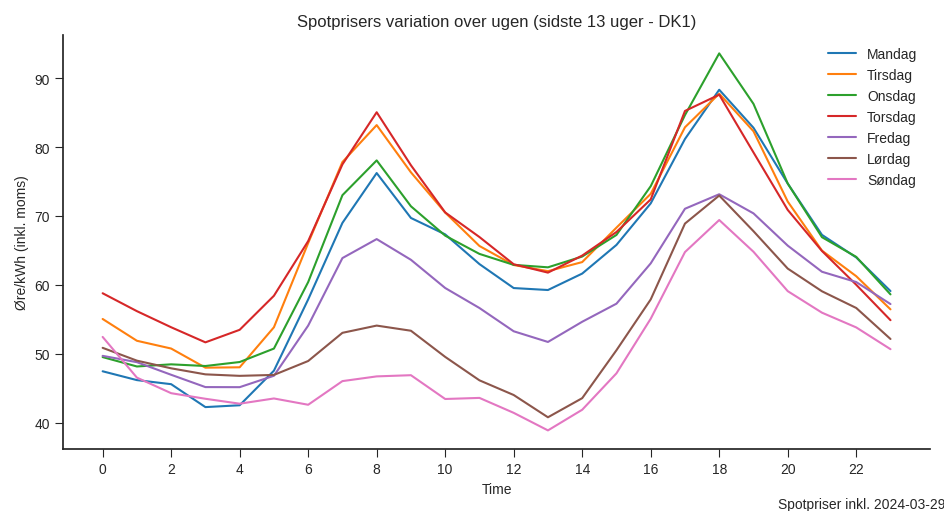 Spotprisers variation over ugen (sidste 13 uger - DK1)
Mandag
Tirsdag
Onsdag
Torsdag
Fredag
Lørdag
Søndag
Øre/kWh (inkl. moms)
90
80
70
60
50
40
0 2 4 6 8 10 12 14 16 18 20 22
Time
Spotpriser inkl. 2024-03-29